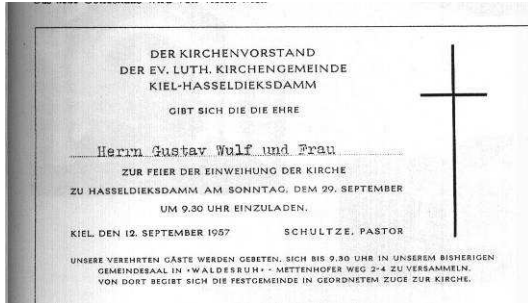 DER KIRCHENVORSTAND
DER EV. LUTH. KIRCHENGEMEINDE
KIEL-HASSELDIEKSDAMM
GIBT SICH DIE DIE EHRE
Herrn Gustav Wulf und Frau
ZUR FEIER DER EINWEIHUNG DER KIRCHE
ZU HASSELDIEKSDAMM AM SONNTAG, DEM 29. SEPTEMBER
UM 9.30 UHR EINZULADEN.
KIEL, DEN 12. SEPTEMBER 1957 SCHULTZE, PASTOR
UNSERE VEREHRTEN GÄSTE WERDEN GEBETEN, SICH BIS 9.30 UHR IN UNSEREM BISHERIGEN
GEMEINDESAAL IN »WALDESRUH« - METTENHOFER WEG 2-4 ZU VERSAMMELN.
VON DORT BEGIBT SICH DIE FESTGEMEINDE IN GEORDNETEM ZUGE ZUR KIRCHE.